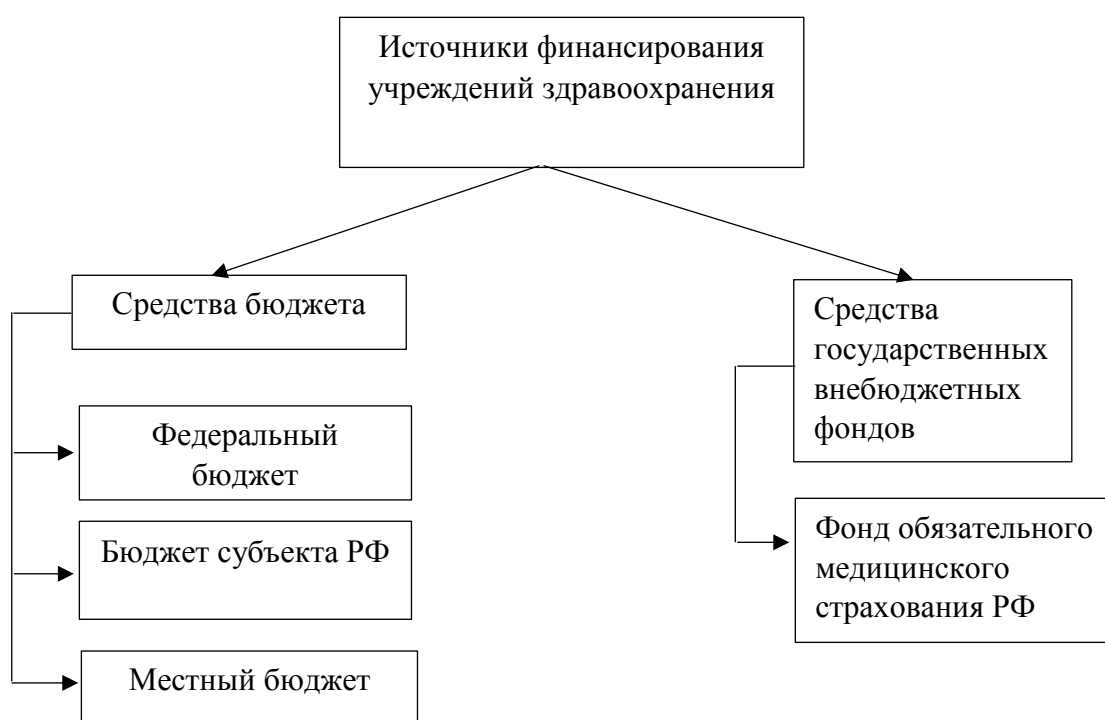 Источники финансирования
учреждений здравоохранения
Средства бюджета
Федеральный
бюджет
Бюджет субъекта РФ
Местный бюджет
Средства
государственных
внебюджетных
фондов
Фонд обязательного
медицинского
страхования РФ